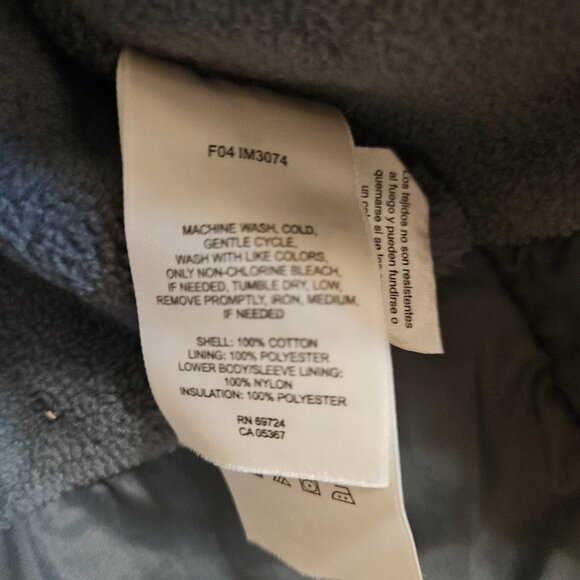 F04 IM3074
MACHINE WASH, COLD,
GENTLE CYCLE,
WASH WITH LIKE COLORS,
ONLY NON-CHLORINE BLEACH,
IF NEEDED, TUMBLE DRY, LOW,
REMOVE PROMPTLY, IRON, MEDIUM,
IF NEEDED
SHELL: 100% COTTON
LINING: 100% POLYESTER
LOWER BODY/SLEEVE LINING:
100% NYLON
INSULATION: 100% POLYESTER
RN 69724
CA 05367
Los tejidos no son resistentes
al fuego y pueden fundirse o
quemarse si se
un